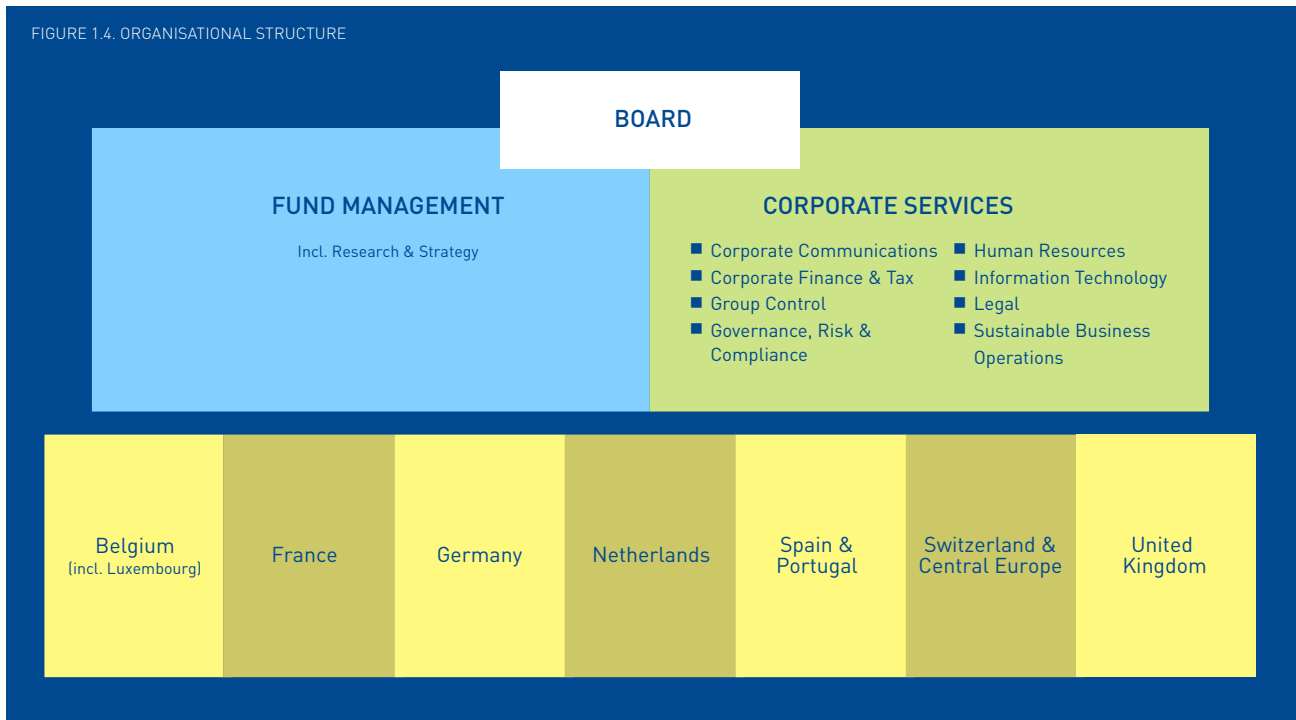 FIGURE 1.4. ORGANISATIONAL STRUCTURE
BOARD
FUND MANAGEMENT
Incl. Research & Strategy
CORPORATE SERVICES
■ Corporate Communications
■ Corporate Finance & Tax
■ Group Control
■ Governance, Risk &
Compliance
■ Human Resources
■ Information Technology
■ Legal
■ Sustainable Business
Operations
Belgium
(incl. Luxembourg)
France
Germany
Netherlands
Spain &
Portugal
Switzerland &
Central Europe
United
Kingdom